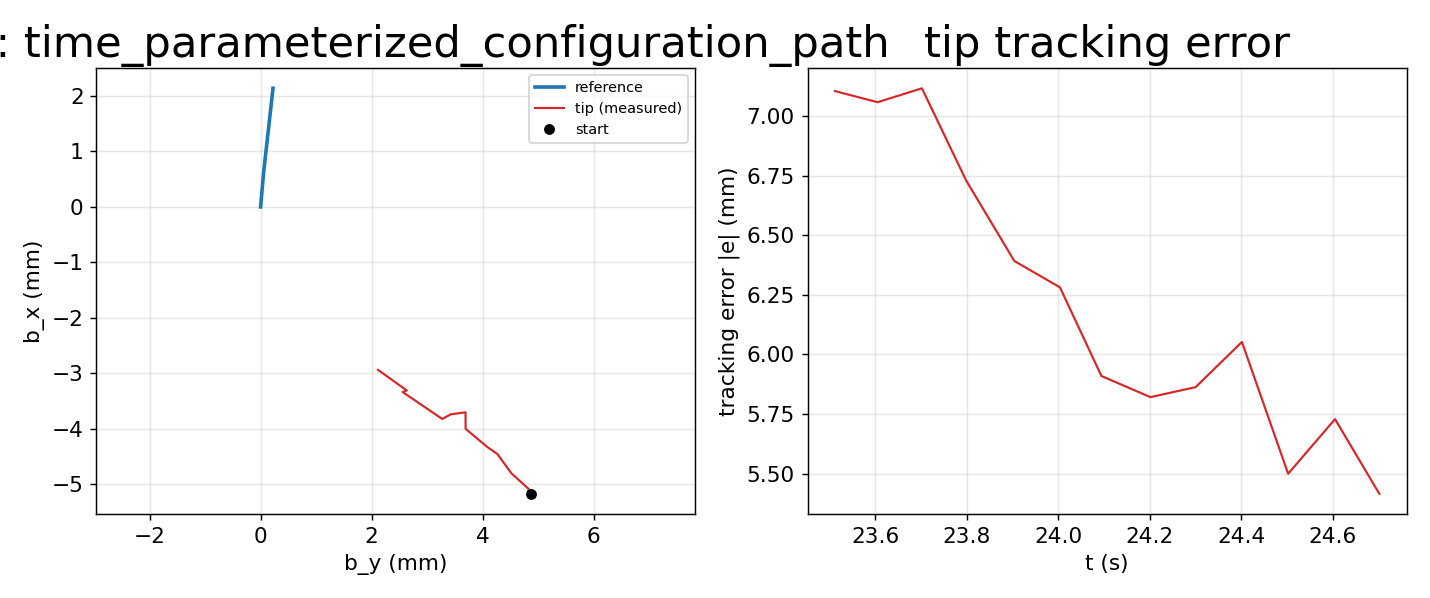 : time_parameterized_configuration_path
tip tracking error
2
1
0
−1
−2
−3
−4
−5
b_x (mm)
reference
tip (measured)
start
−2
0
2
4
6
b_y (mm)
7.00
6.75
6.50
6.25
6.00
5.75
5.50
tracking error |e| (mm)
23.6
23.8
24.0
24.2
24.4
24.6
t (s)